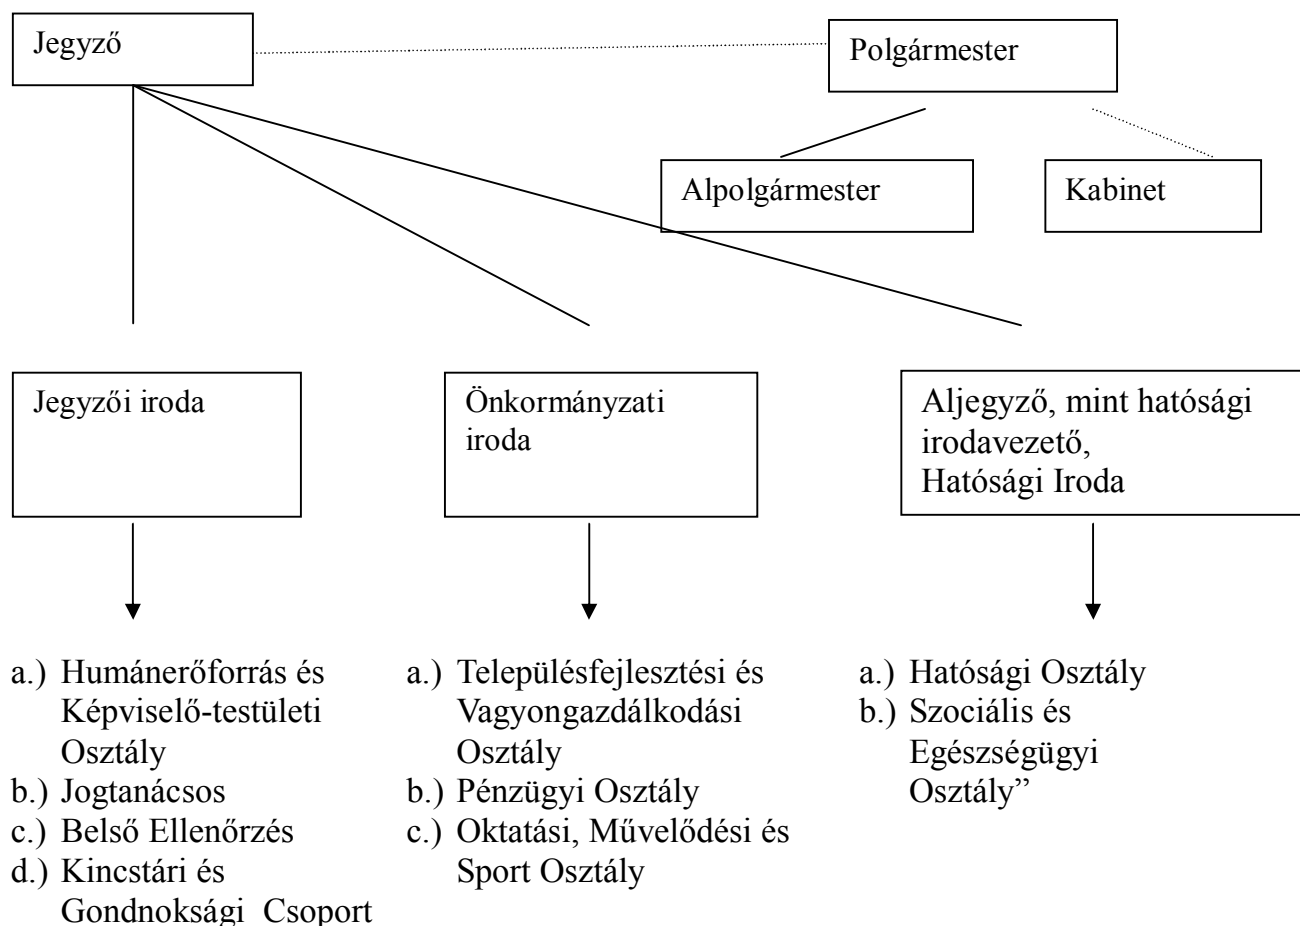 Jegyző
Polgármester
Alpolgármester
Kabinet
Jegyzői iroda
Önkormányzati
iroda
Aljegyző, mint hatósági
irodavezető,
Hatósági Iroda
a.) Humánerőforrás és
Képviselő-testületi
Osztály
b.) Jogtanácsos
c.) Belső Ellenőrzés
d.) Kincstári és
Gondnoksági Csoport
a.) Településfejlesztési és
Vagyongazdálkodási
Osztály
b.) Pénzügyi Osztály
c.) Oktatási, Művelődési és
Sport Osztály
a.) Hatósági Osztály
b.) Szociális és
Egészségügyi
Osztály”